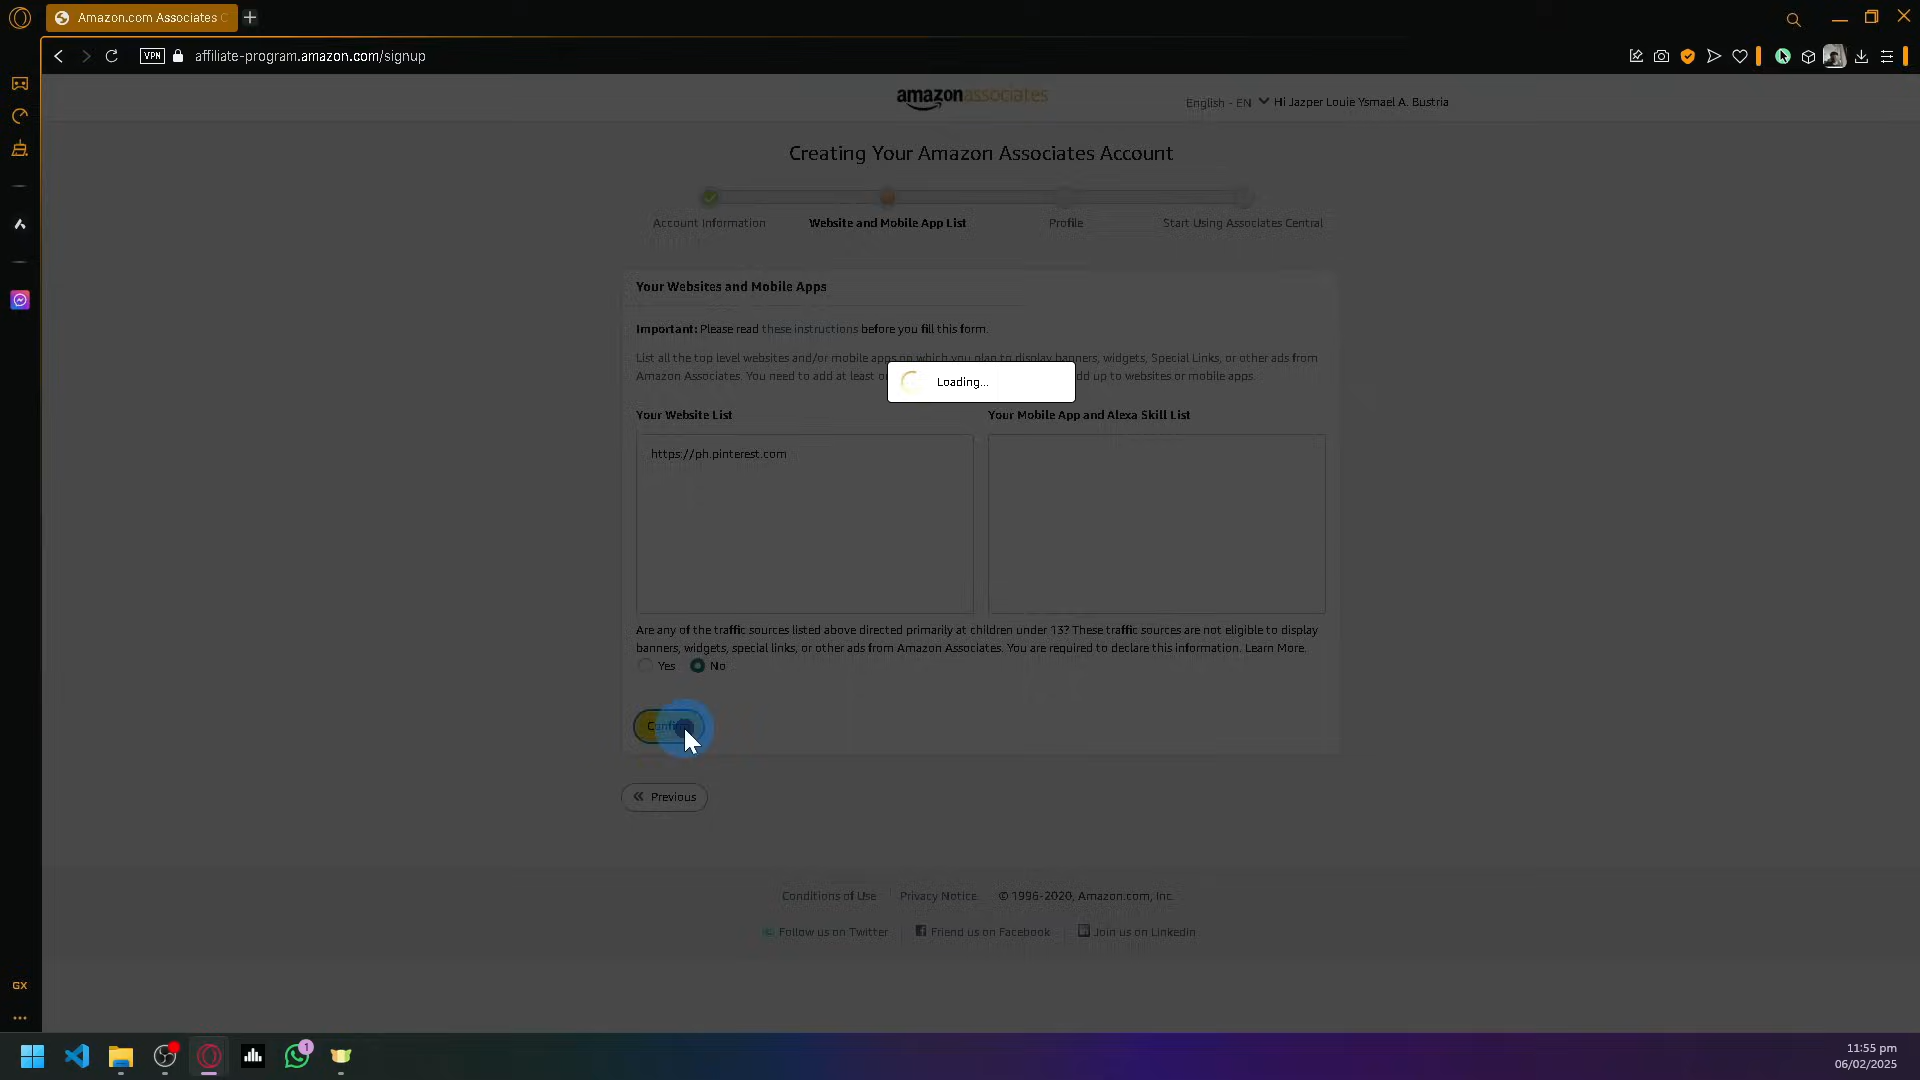 Amazon.com Associates C
VPN affiliate-program.amazon.com/signup
amazonassociates
English - EN Hi Jazper Louie Ysmael A. Bustria
Creating Your Amazon Associates Account
Account Information Website and Mobile App List Profile Start Using Associates Central
Your Websites and Mobile Apps
Important: Please read these instructions before you fill this form.
List all the top level websites and/or mobile apps on which you plan to display banners, widgets, Special Links, or other ads from
Amazon Associates. You need to add at least add up to websites or mobile apps.
Loading...
Your Website List Your Mobile App and Alexa Skill List
https://ph.pinterest.com
Are any of the traffic sources listed above directed primarily at children under 13? These traffic sources are not eligible to display
banners, widgets, special links, or other ads from Amazon Associates. You are required to declare this information. Learn More.
Yes No
Confirm
Previous
Conditions of Use Privacy Notice © 1996-2020, Amazon.com, Inc.
Follow us on Twitter Friend us on Facebook Join us on Linkedin
GX
1
11:55 pm
06/02/2025